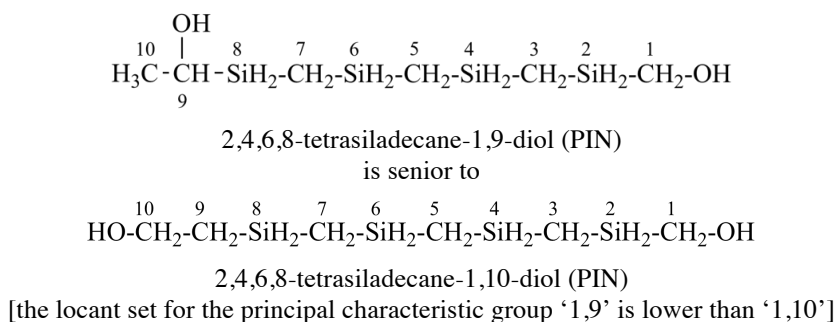 OH
10 8 7 6 5 4 3 2 1
H₃C-CH-SiH₂-CH₂-SiH₂-CH₂-SiH₂-CH₂-SiH₂-CH₂-OH
9
2,4,6,8-tetrasiladecane-1,9-diol (PIN)
is senior to
10 9 8 7 6 5 4 3 2 1
HO-CH₂-CH₂-SiH₂-CH₂-SiH₂-CH₂-SiH₂-CH₂-SiH₂-CH₂-OH
2,4,6,8-tetrasiladecane-1,10-diol (PIN)
[the locant set for the principal characteristic group ‘1,9’ is lower than ‘1,10’]